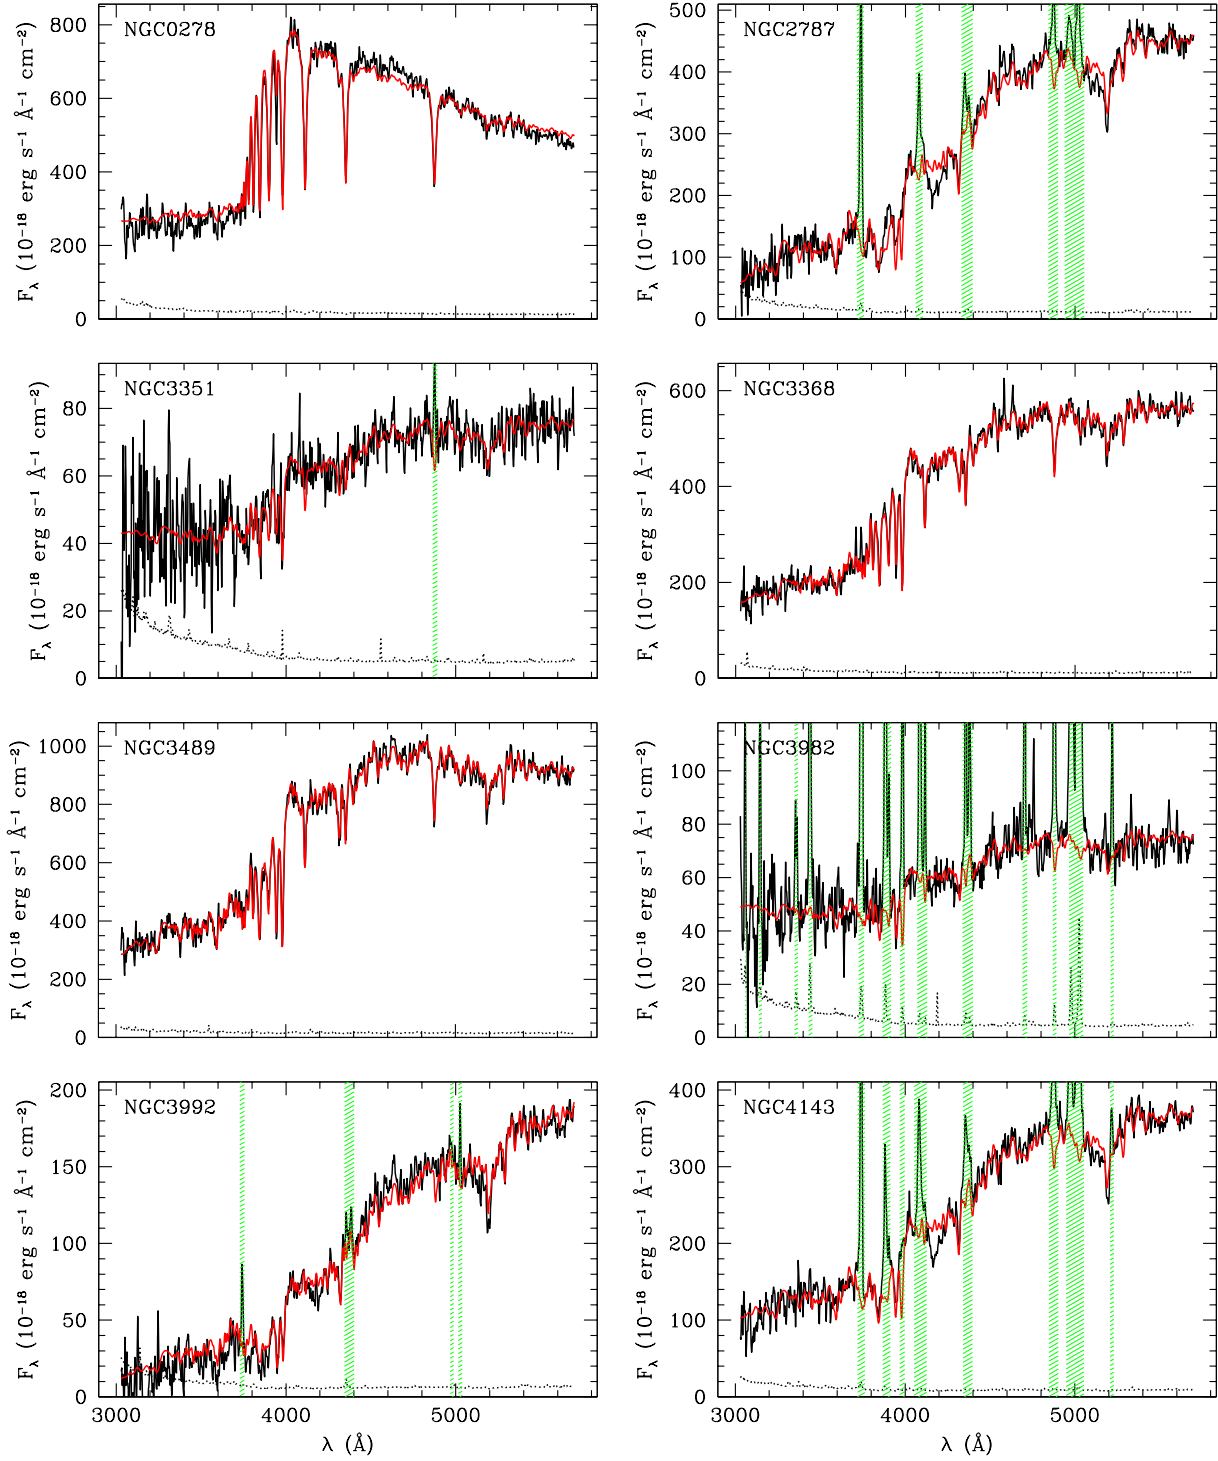 NGC0278
800
600
400
200
0
F_λ (10⁻¹⁸ erg s⁻¹ Å⁻¹ cm⁻²)
NGC2787
500
400
300
200
100
0
F_λ (10⁻¹⁸ erg s⁻¹ Å⁻¹ cm⁻²)
NGC3351
80
60
40
20
0
F_λ (10⁻¹⁸ erg s⁻¹ Å⁻¹ cm⁻²)
NGC3368
600
400
200
0
F_λ (10⁻¹⁸ erg s⁻¹ Å⁻¹ cm⁻²)
NGC3489
1000
800
600
400
200
0
F_λ (10⁻¹⁸ erg s⁻¹ Å⁻¹ cm⁻²)
NGC3982
100
80
60
40
20
0
F_λ (10⁻¹⁸ erg s⁻¹ Å⁻¹ cm⁻²)
NGC3992
200
150
100
50
0
F_λ (10⁻¹⁸ erg s⁻¹ Å⁻¹ cm⁻²)
3000 4000 5000
λ (Å)
NGC4143
400
300
200
100
0
F_λ (10⁻¹⁸ erg s⁻¹ Å⁻¹ cm⁻²)
3000 4000 5000
λ (Å)